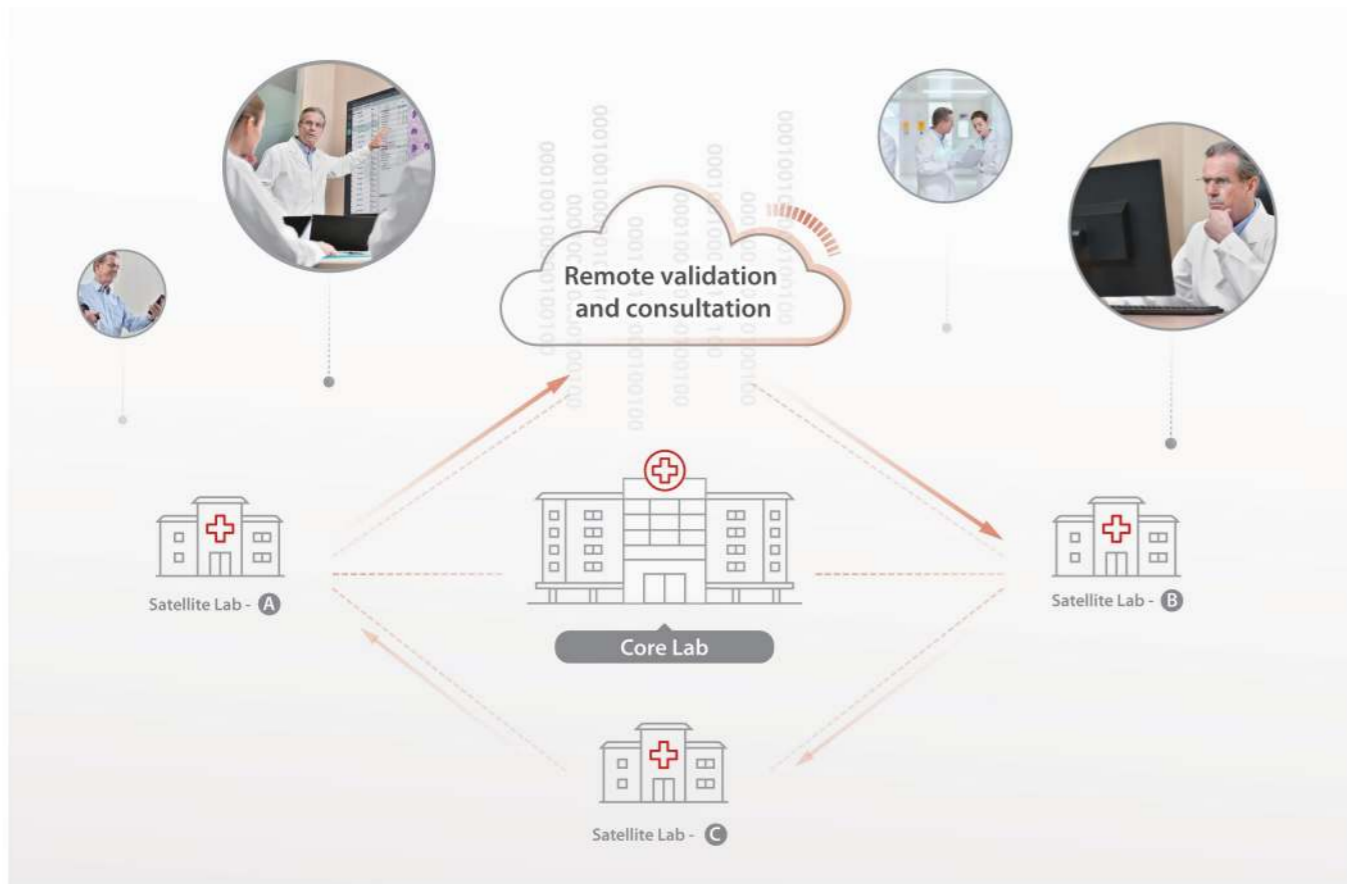 Remote validation
and consultation
Satellite Lab - A
Satellite Lab - B
Core Lab
Satellite Lab - C